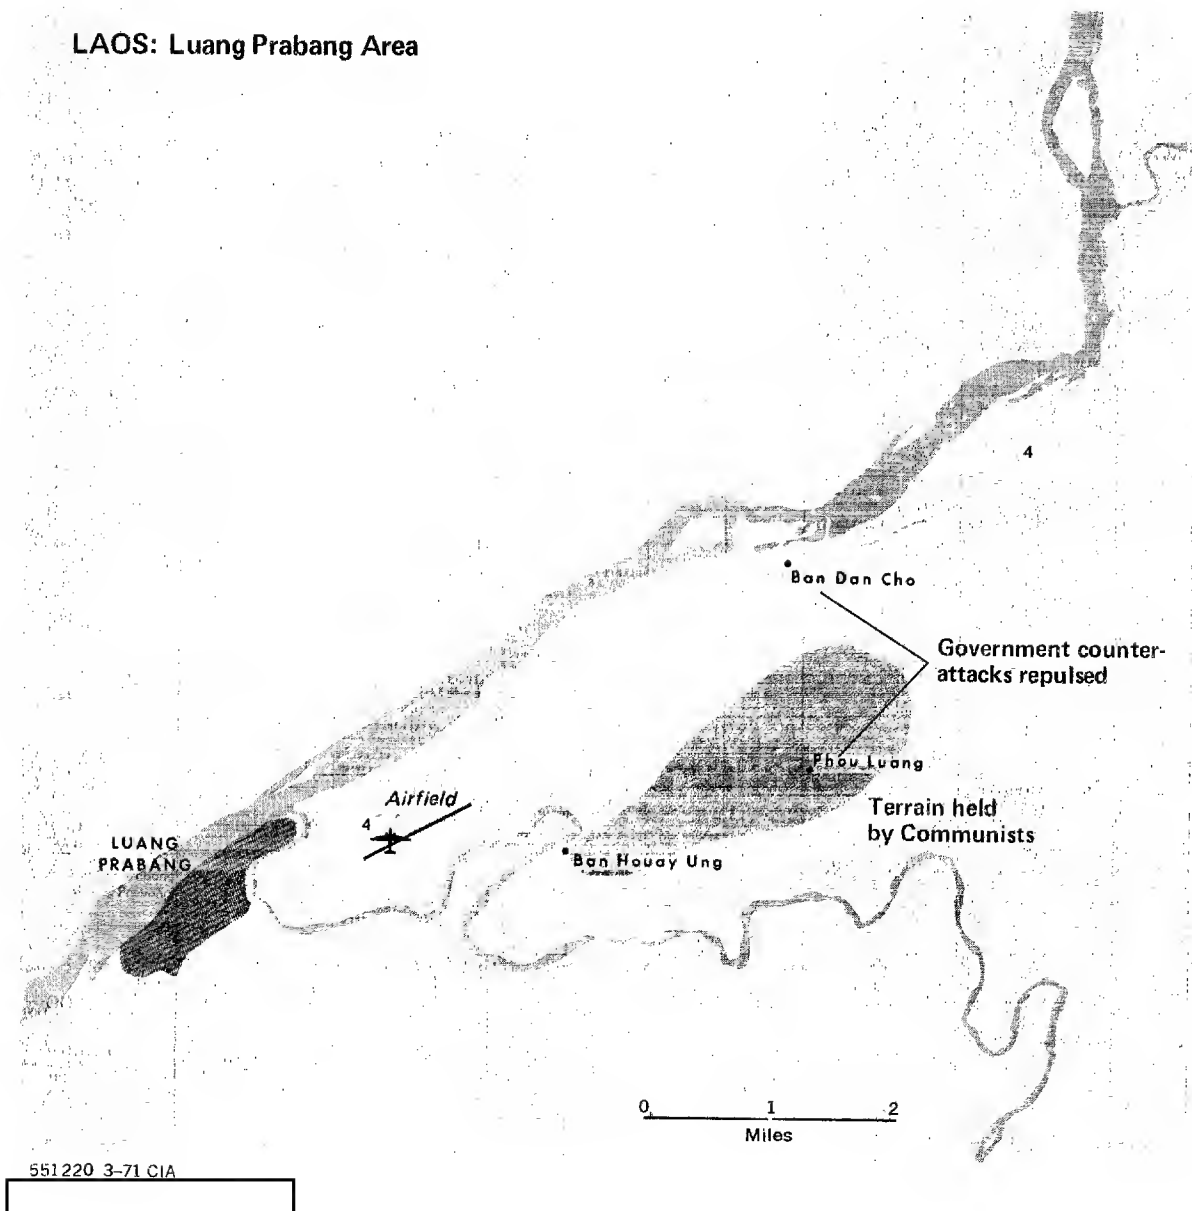 LAOS: Luang Prabang Area
4
Ban Dan Cho
Government counter-
attacks repulsed
Phou Luang
Terrain held
by Communists
Airfield
4
LUANG
PRABANG
Ban Houay Ung
0 1 2
Miles
551220 3-71 CIA